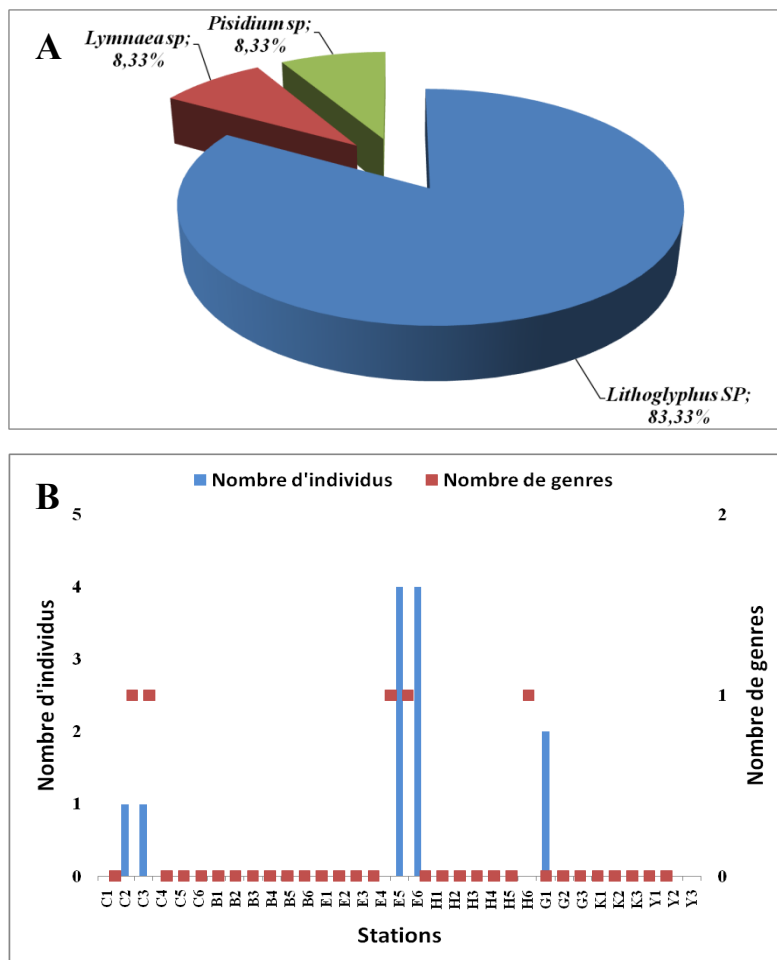 A
Lymnaea sp;
8,33%
Pisidium sp;
8,33%
Lithoglyphus SP;
83,33%
B
Nombre d'individus
Nombre de genres
5
4
3
2
1
0
Nombre d'individus
2
1
0
Nombre de genres
C1 C2 C3 C4 C5 C6 B1 B2 B3 B4 B5 B6 E1 E2 E3 E4 E5 E6 H1 H2 H3 H4 H5 H6 G1 G2 G3 K1 K2 K3 Y1 Y2 Y3
Stations